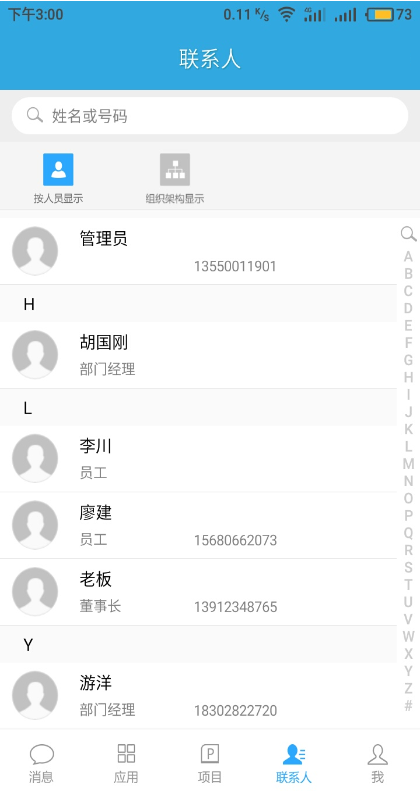 下午3:00 0.11 K/s 4G 73
联系人
姓名或号码
按人员显示 组织架构显示
管理员
13550011901
H
胡国刚
部门经理
L
李川
员工
廖建
员工 15680662073
老板
董事长 13912348765
Y
游洋
部门经理 18302822720
A
B
C
D
E
F
G
H
I
J
K
L
M
N
O
P
Q
R
S
T
U
V
W
X
Y
Z
#
P
消息 应用 项目 联系人 我